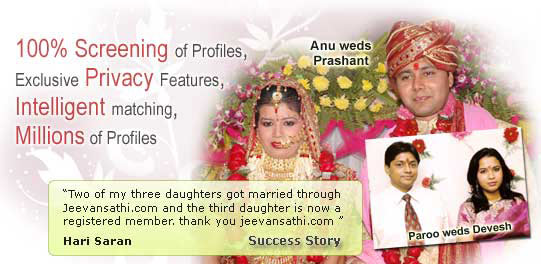 100% Screening of Profiles,
Exclusive Privacy Features,
Intelligent matching,
Millions of Profiles
Anu weds
Prashant
Paroo weds Devesh
“Two of my three daughters got married through
Jeevansathi.com and the third daughter is now a
registered member. thank you jeevansathi.com ”
Hari Saran Success Story